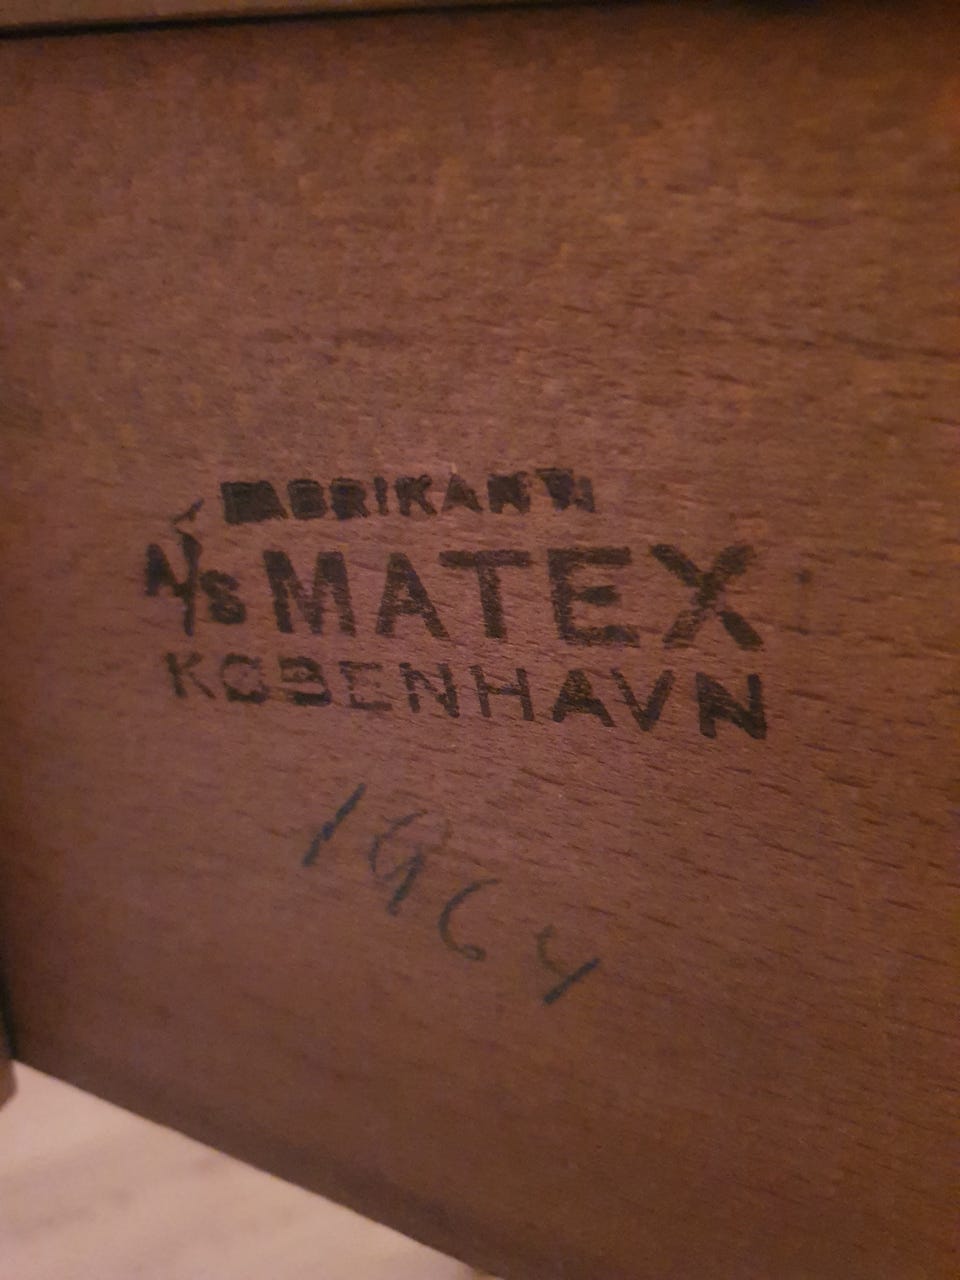 FABRIKANT:
A/S MATEX
KØBENHAVN
1964